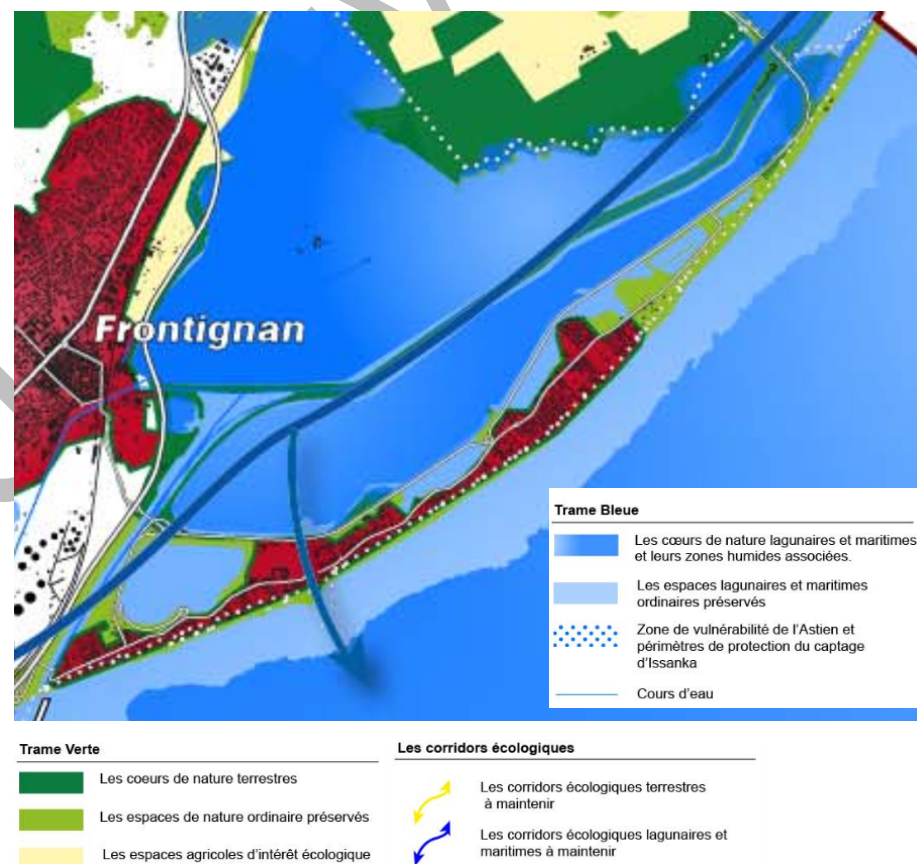 Frontignan
Trame Bleue
Les cœurs de nature lagunaires et maritimes
et leurs zones humides associées.
Les espaces lagunaires et maritimes
ordinaires préservés
Zone de vulnérabilité de l'Astien et
périmètres de protection du captage
d'Issanka
Cours d'eau
Trame Verte
Les coeurs de nature terrestres
Les espaces de nature ordinaire préservés
Les espaces agricoles d'intérêt écologique
Les corridors écologiques
Les corridors écologiques terrestres
à maintenir
Les corridors écologiques lagunaires et
maritimes à maintenir